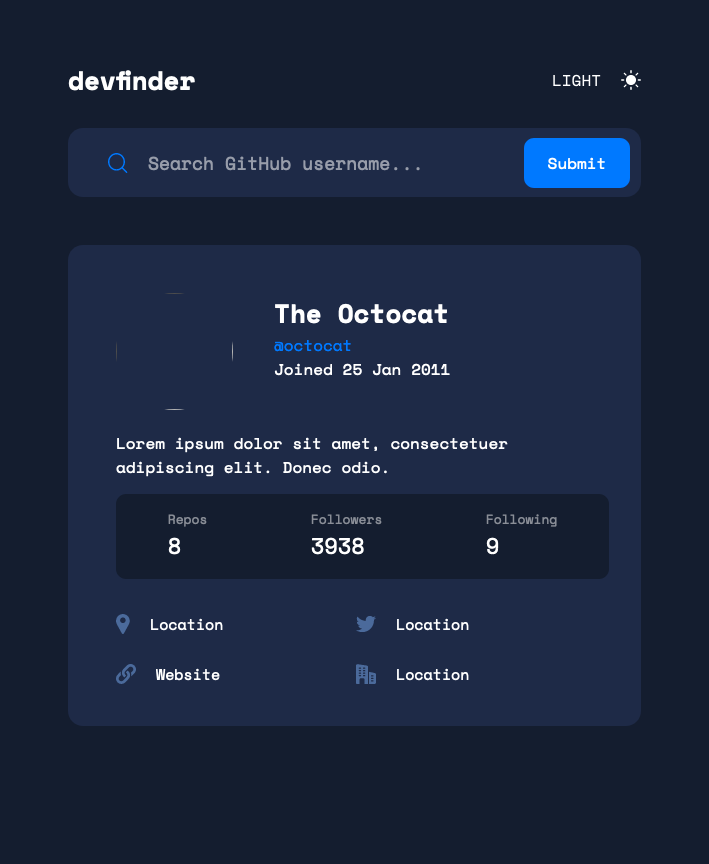 devfinder
LIGHT
Search GitHub username...
Submit
The Octocat
@octocat
Joined 25 Jan 2011
Lorem ipsum dolor sit amet, consectetuer
adipiscing elit. Donec odio.
Repos Followers Following
8 3938 9
Location Location
Website Location